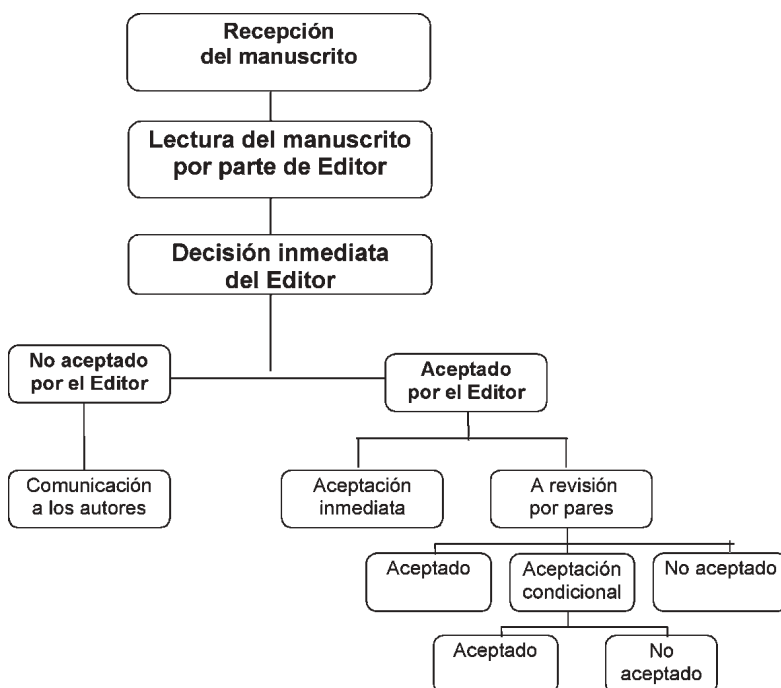 Recepción
del manuscrito
Lectura del manuscrito
por parte de Editor
Decisión inmediata
del Editor
No aceptado
por el Editor
Aceptado
por el Editor
Comunicación
a los autores
Aceptación
inmediata
A revisión
por pares
Aceptado
Aceptación
condicional
No aceptado
Aceptado
No
aceptado